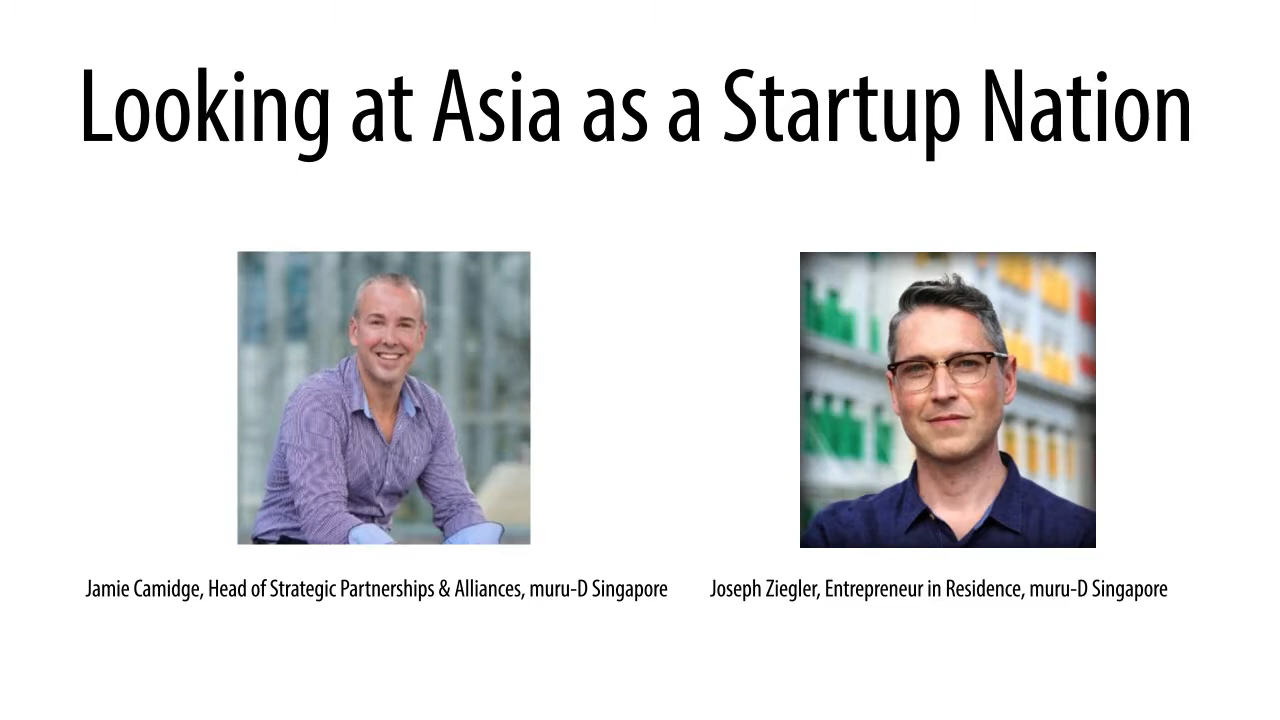 Looking at Asia as a Startup Nation
Jamie Camidge, Head of Strategic Partnerships & Alliances, muru-D Singapore
Joseph Ziegler, Entrepreneur in Residence, muru-D Singapore